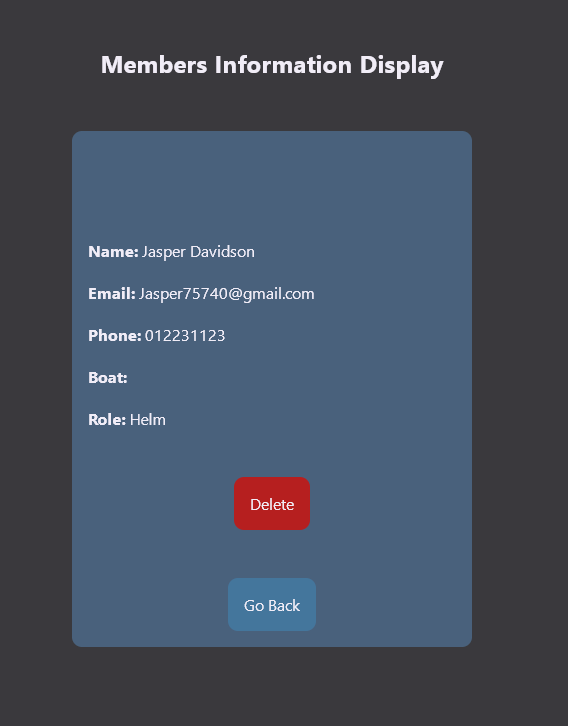 Members Information Display
Name: Jasper Davidson
Email: Jasper75740@gmail.com
Phone: 012231123
Boat:
Role: Helm
Delete
Go Back